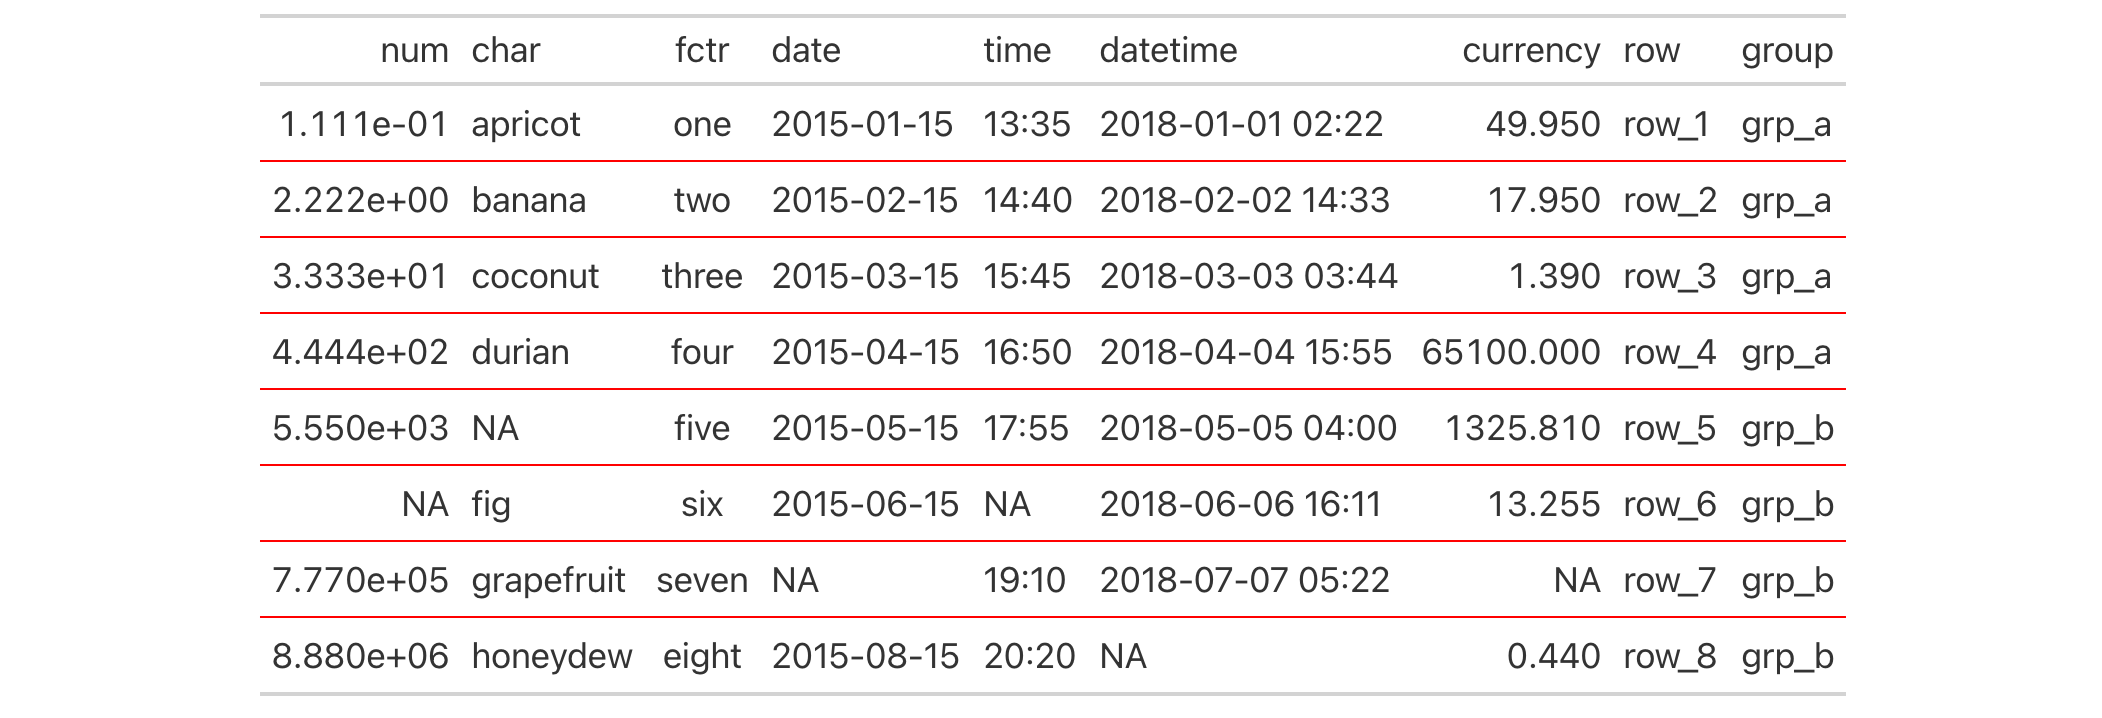 num char fctr date time datetime currency row group
1.111e-01 apricot one 2015-01-15 13:35 2018-01-01 02:22 49.950 row_1 grp_a
2.222e+00 banana two 2015-02-15 14:40 2018-02-02 14:33 17.950 row_2 grp_a
3.333e+01 coconut three 2015-03-15 15:45 2018-03-03 03:44 1.390 row_3 grp_a
4.444e+02 durian four 2015-04-15 16:50 2018-04-04 15:55 65100.000 row_4 grp_a
5.550e+03 NA five 2015-05-15 17:55 2018-05-05 04:00 1325.810 row_5 grp_b
NA fig six 2015-06-15 NA 2018-06-06 16:11 13.255 row_6 grp_b
7.770e+05 grapefruit seven NA 19:10 2018-07-07 05:22 NA row_7 grp_b
8.880e+06 honeydew eight 2015-08-15 20:20 NA 0.440 row_8 grp_b